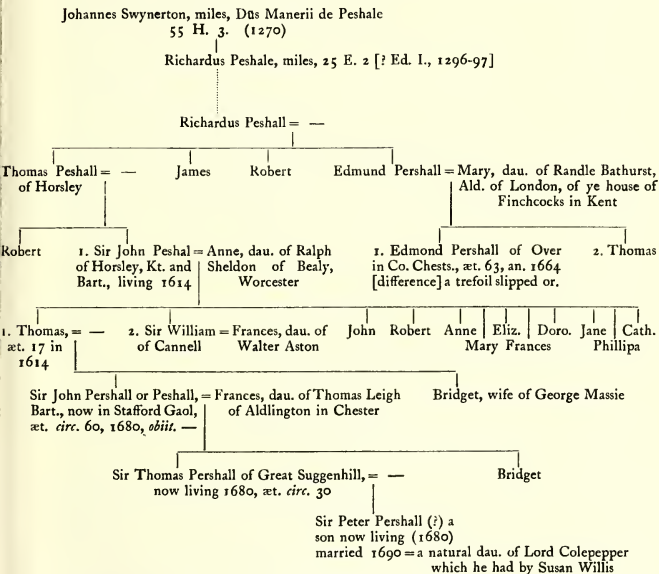 Johannes Swynerton, miles, Dūs Manerii de Peshale
55 H. 3. (1270)
Richardus Peshale, miles, 25 E. 2 [? Ed. I., 1296-97]
Richardus Peshall = —
Thomas Peshall = —
of Horsley
James
Robert
Edmund Pershall = Mary, dau. of Randle Bathurst,
Ald. of London, of ye house of
Finchcocks in Kent
Robert
1. Sir John Peshal = Anne, dau. of Ralph
of Horsley, Kt. and Sheldon of Bealy,
Bart., living 1614 Worcester
1. Edmond Pershall of Over
in Co. Chests., æt. 63, an. 1664
[difference] a trefoil slipped or.
2. Thomas
1. Thomas, = —
æt. 17 in
1614
2. Sir William = Frances, dau. of
of Cannell Walter Aston
John Robert Anne Eliz. Doro. Jane Cath.
Mary Frances Phillipa
Sir John Pershall or Peshall, = Frances, dau. of Thomas Leigh
Bart., now in Stafford Gaol, of Aldlington in Chester
æt. circ. 60, 1680, obiit. —
Bridget, wife of George Massie
Sir Thomas Pershall of Great Suggenhill, = —
now living 1680, æt. circ. 30
Bridget
Sir Peter Pershall (?) a
son now living (1680)
married 1690 = a natural dau. of Lord Colepepper
which he had by Susan Willis